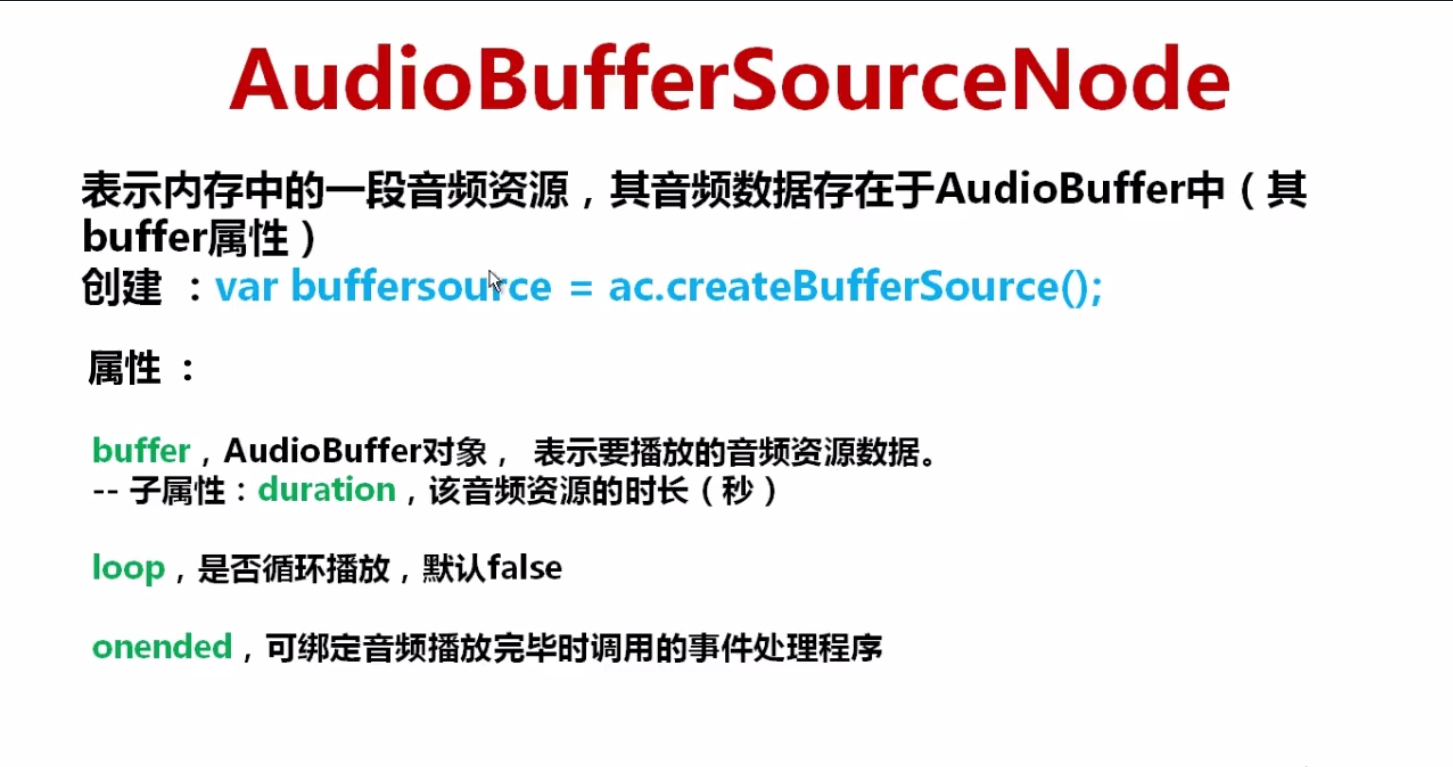 AudioBufferSourceNode
表示内存中的一段音频资源，其音频数据存在于AudioBuffer中（其
buffer属性）
创建 ：var buffersource = ac.createBufferSource();
属性 ：
buffer，AudioBuffer对象， 表示要播放的音频资源数据。
-- 子属性：duration，该音频资源的时长（秒）
loop，是否循环播放，默认false
onended，可绑定音频播放完毕时调用的事件处理程序